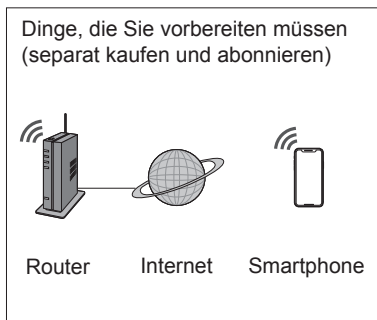 Dinge, die Sie vorbereiten müssen
(separat kaufen und abonnieren)
Router Internet Smartphone